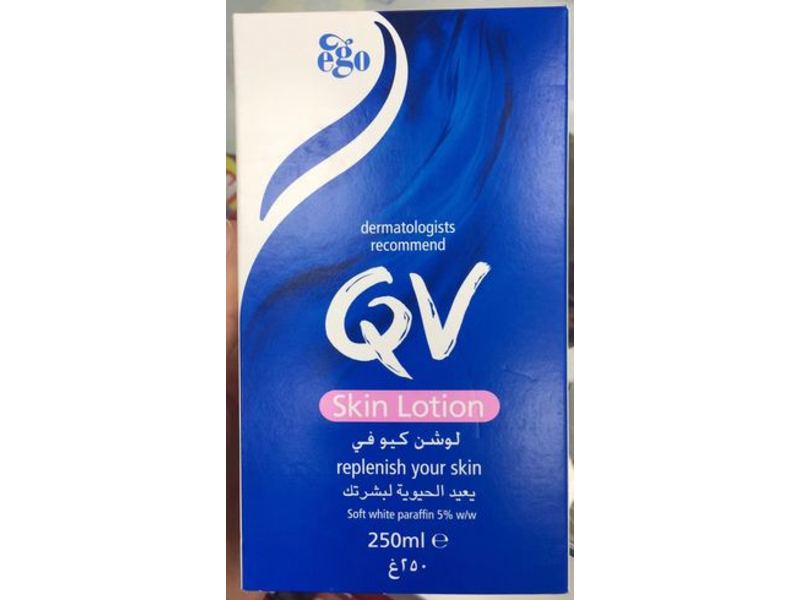 ego
dermatologists
recommend
QV
Skin Lotion
لوشن كيو في
replenish your skin
يعيد الحيوية لبشرتك
Soft white paraffin 5% w/w
250ml ℮
٢٥٠غ